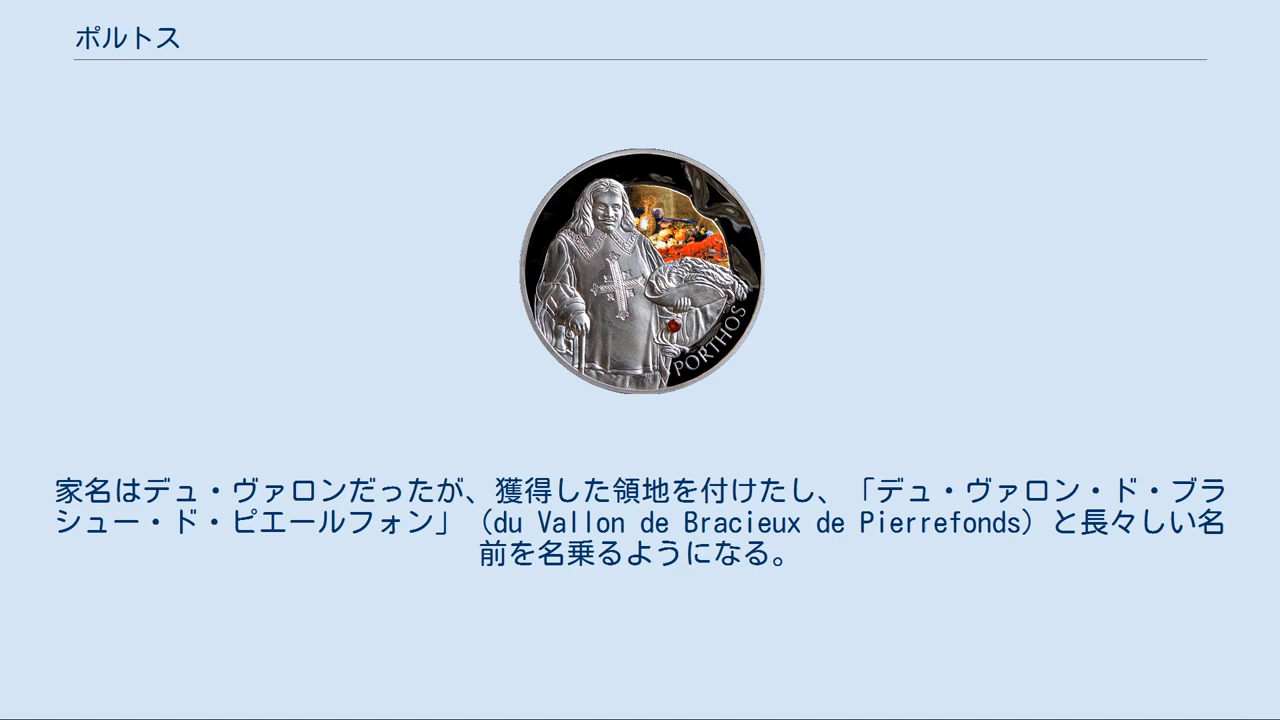 ポルトス
PORTHOS
家名はデュ・ヴァロンだったが、獲得した領地を付けたし、「デュ・ヴァロン・ド・ブラ
シュー・ド・ピエールフォン」（du Vallon de Bracieux de Pierrefonds）と長々しい名
前を名乗るようになる。